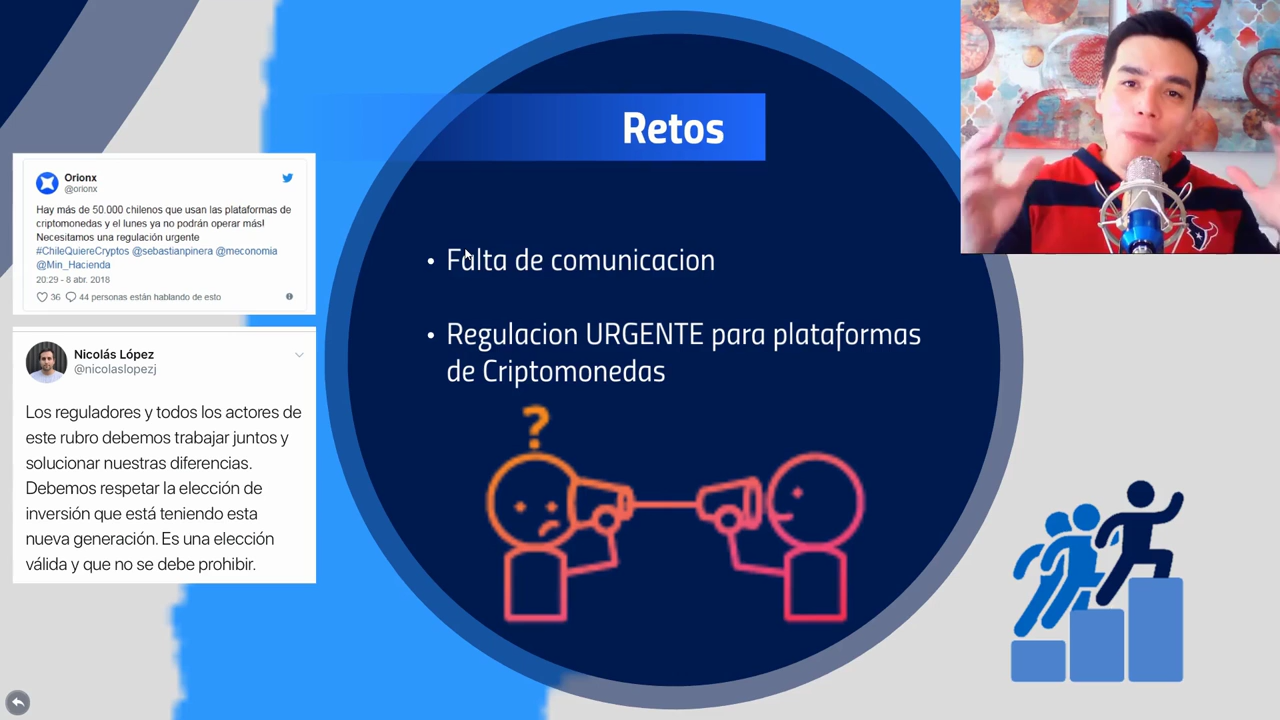 Retos
Orionx
@orionx
Hay más de 50.000 chilenos que usan las plataformas de
criptomonedas y el lunes ya no podrán operar más!
Necesitamos una regulación urgente
#ChileQuiereCryptos @sebastianpinera @meconomia
@Min_Hacienda
20:29 - 8 abr. 2018
36 44 personas están hablando de esto
Nicolás López
@nicolaslopezj
Los reguladores y todos los actores de
este rubro debemos trabajar juntos y
solucionar nuestras diferencias.
Debemos respetar la elección de
inversión que está teniendo esta
nueva generación. Es una elección
válida y que no se debe prohibir.
• Falta de comunicacion
• Regulacion URGENTE para plataformas
de Criptomonedas
?